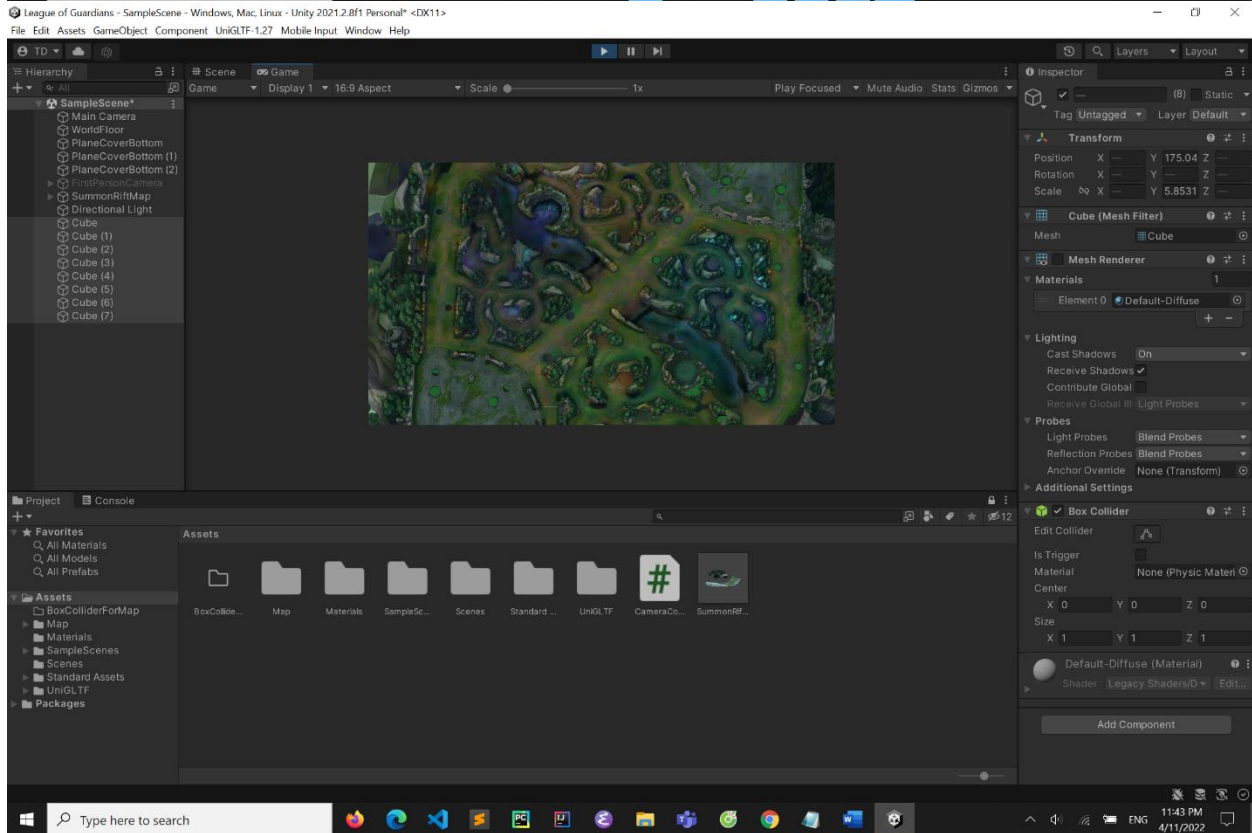 League of Guardians - SampleScene - Windows, Mac, Linux - Unity 2021.2.8f1 Personal* <DX11>
File Edit Assets GameObject Component UniGLTF-1.27 Mobile Input Window Help
TD Layers Layout
Hierarchy
All
SampleScene*
Main Camera
WorldFloor
PlaneCoverBottom
PlaneCoverBottom (1)
PlaneCoverBottom (2)
FirstPersonCamera
SummonRiftMap
Directional Light
Cube
Cube (1)
Cube (2)
Cube (3)
Cube (4)
Cube (5)
Cube (6)
Cube (7)
# Scene Game
Game Display 1 16:9 Aspect Scale 1x Play Focused Mute Audio Stats Gizmos
Inspector
— (8) Static
Tag Untagged Layer Default
Transform
Position X — Y 175.04 Z —
Rotation X — Y — Z —
Scale X — Y 5.8531 Z —
Cube (Mesh Filter)
Mesh Cube
Mesh Renderer
Materials 1
Element 0 Default-Diffuse
+ -
Lighting
Cast Shadows On
Receive Shadows
Contribute Global
Receive Global Ill Light Probes
Probes
Light Probes Blend Probes
Reflection Probes Blend Probes
Anchor Override None (Transform)
Additional Settings
Box Collider
Edit Collider
Is Trigger
Material None (Physic Materi
Center
X 0 Y 0 Z 0
Size
X 1 Y 1 Z 1
Default-Diffuse (Material)
Shader Legacy Shaders/D Edit...
Add Component
Project Console
12
Favorites
All Materials
All Models
All Prefabs
Assets
BoxColliderForMap
Map
Materials
SampleScenes
Scenes
Standard Assets
UniGLTF
Packages
Assets
BoxCollide... Map Materials SampleSc... Scenes Standard ... UniGLTF CameraCo... SummonRif...
Type here to search
ENG
11:43 PM
4/11/2022